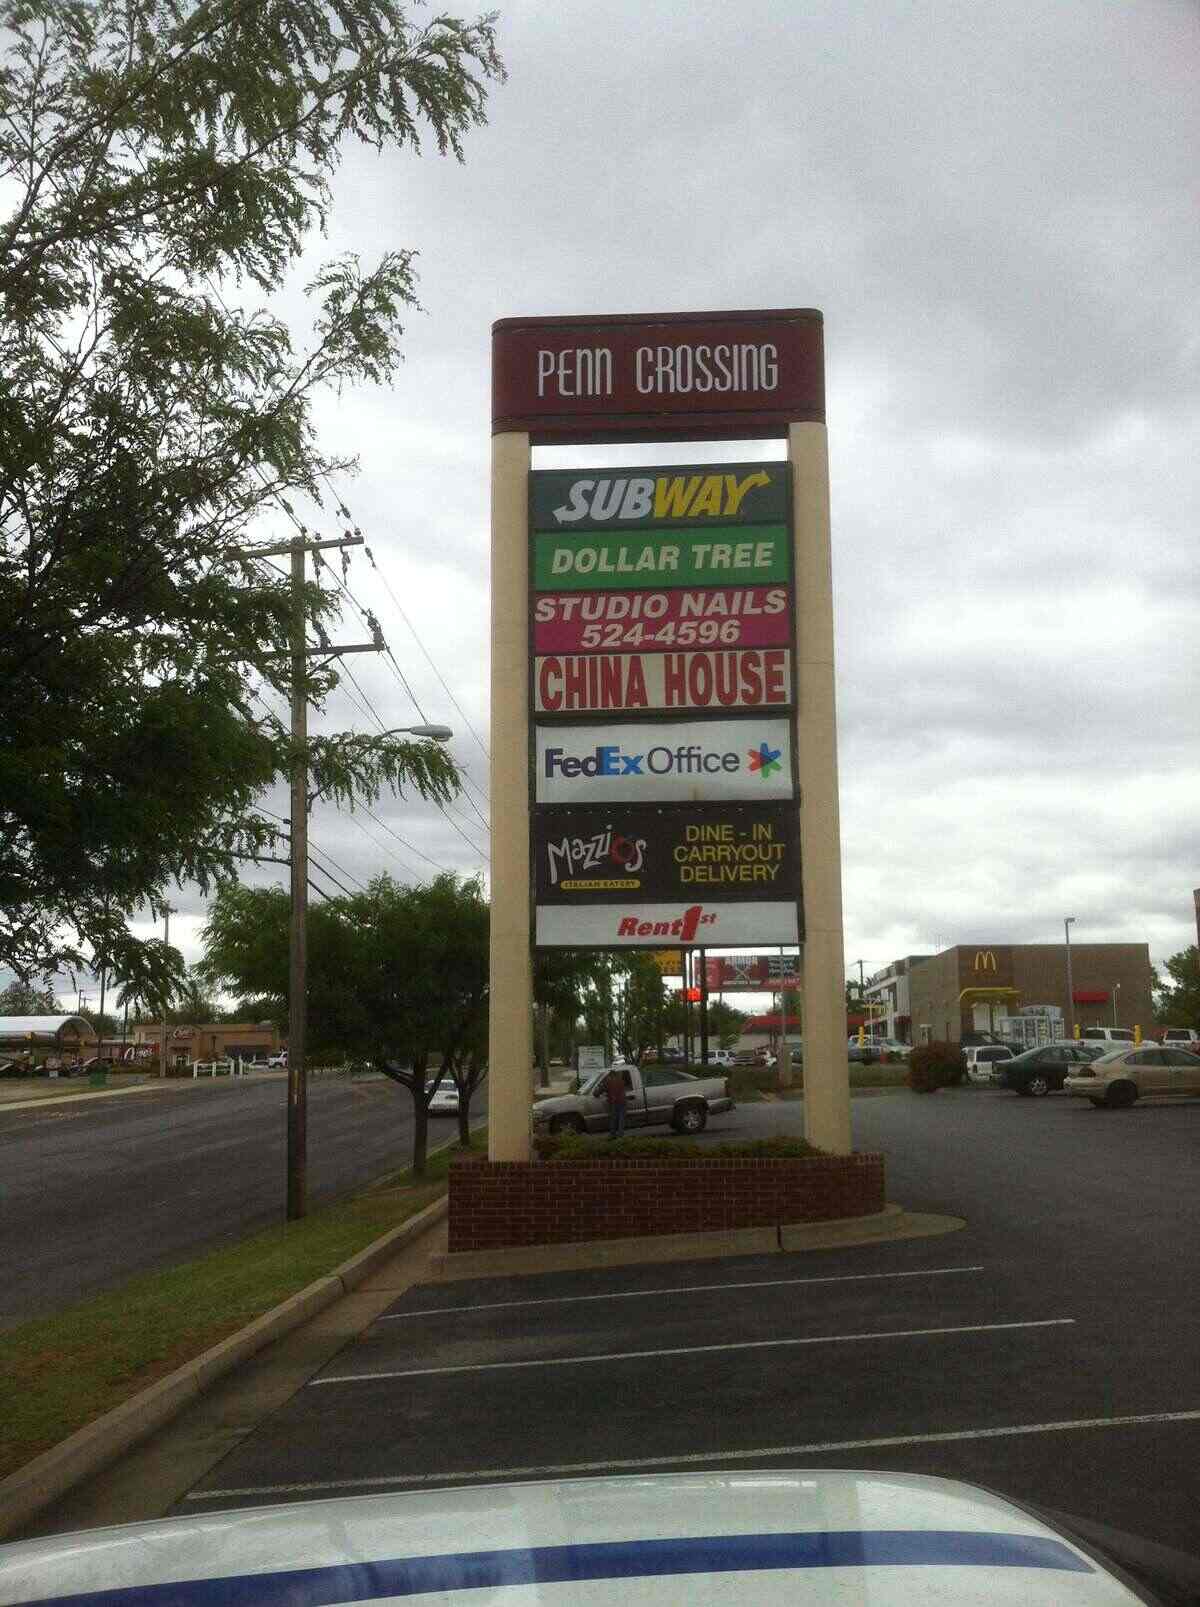 PENN CROSSING
SUBWAY
DOLLAR TREE
STUDIO NAILS
524-4596
CHINA HOUSE
FedEx Office
Mazzio's
ITALIAN EATERY
DINE - IN
CARRYOUT
DELIVERY
Rent 1st
ARMOR